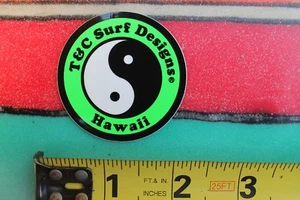 T&C Surf Designs®
Hawaii
1 FT.& IN. 2 25FT. 3
INCHES